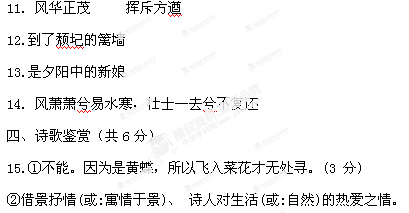 11. 风华正茂　　挥斥方遒
12.到了颓圮的篱墙
13.是夕阳中的新娘
14. 风萧萧兮易水寒，壮士一去兮不复还
四、诗歌鉴赏（共６分）
15.①不能。因为是黄蝶，所以飞入菜花才无处寻。(3 分)
②借景抒情(或:寓情于景)、 诗人对生活(或:自然)的热爱之情。